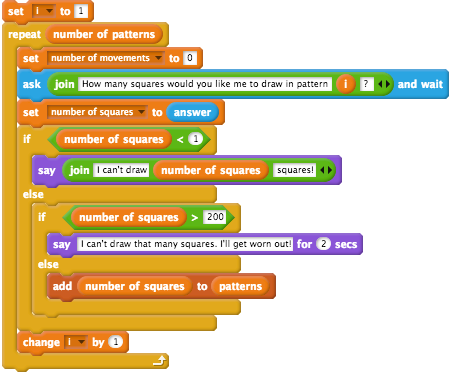 set i to 1
repeat number of patterns
set number of movements to 0
ask join How many squares would you like me to draw in pattern i ? and wait
set number of squares to answer
if number of squares < 1
say join I can't draw number of squares squares!
else
if number of squares > 200
say I can't draw that many squares. I'll get worn out! for 2 secs
else
add number of squares to patterns
change i by 1